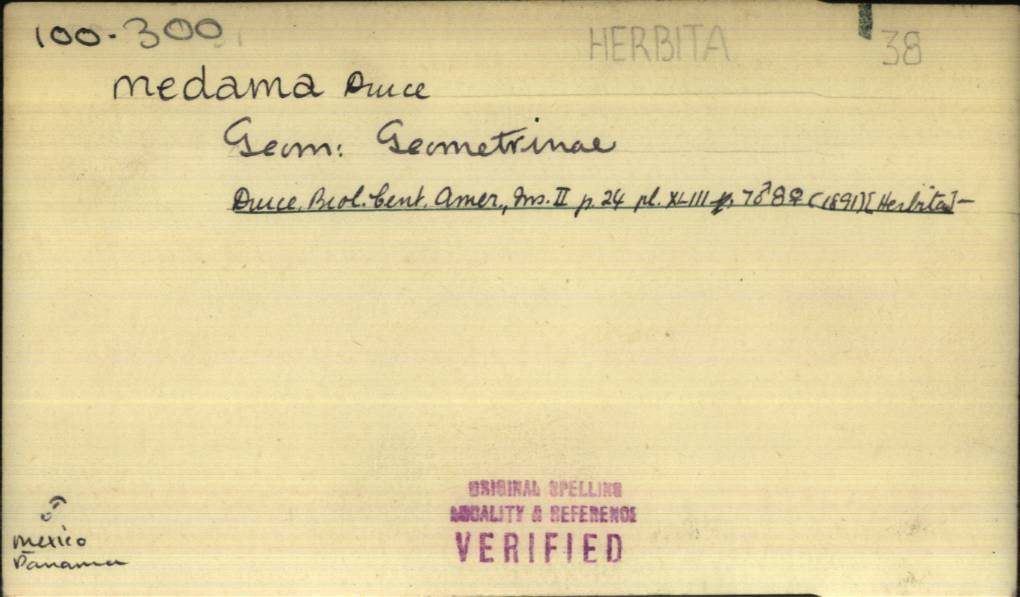 100-300
HERBITA 38
medama Druce
Geom: Geometrinae
Druce. Biol. Cent. Amer., Ins. II p. 24 pl. XLIII 7♂ 8♀ (1891) [Herbita]-
ORIGINAL SPELLING
LOCALITY & REFERENCE
VERIFIED
Mexico
Panama